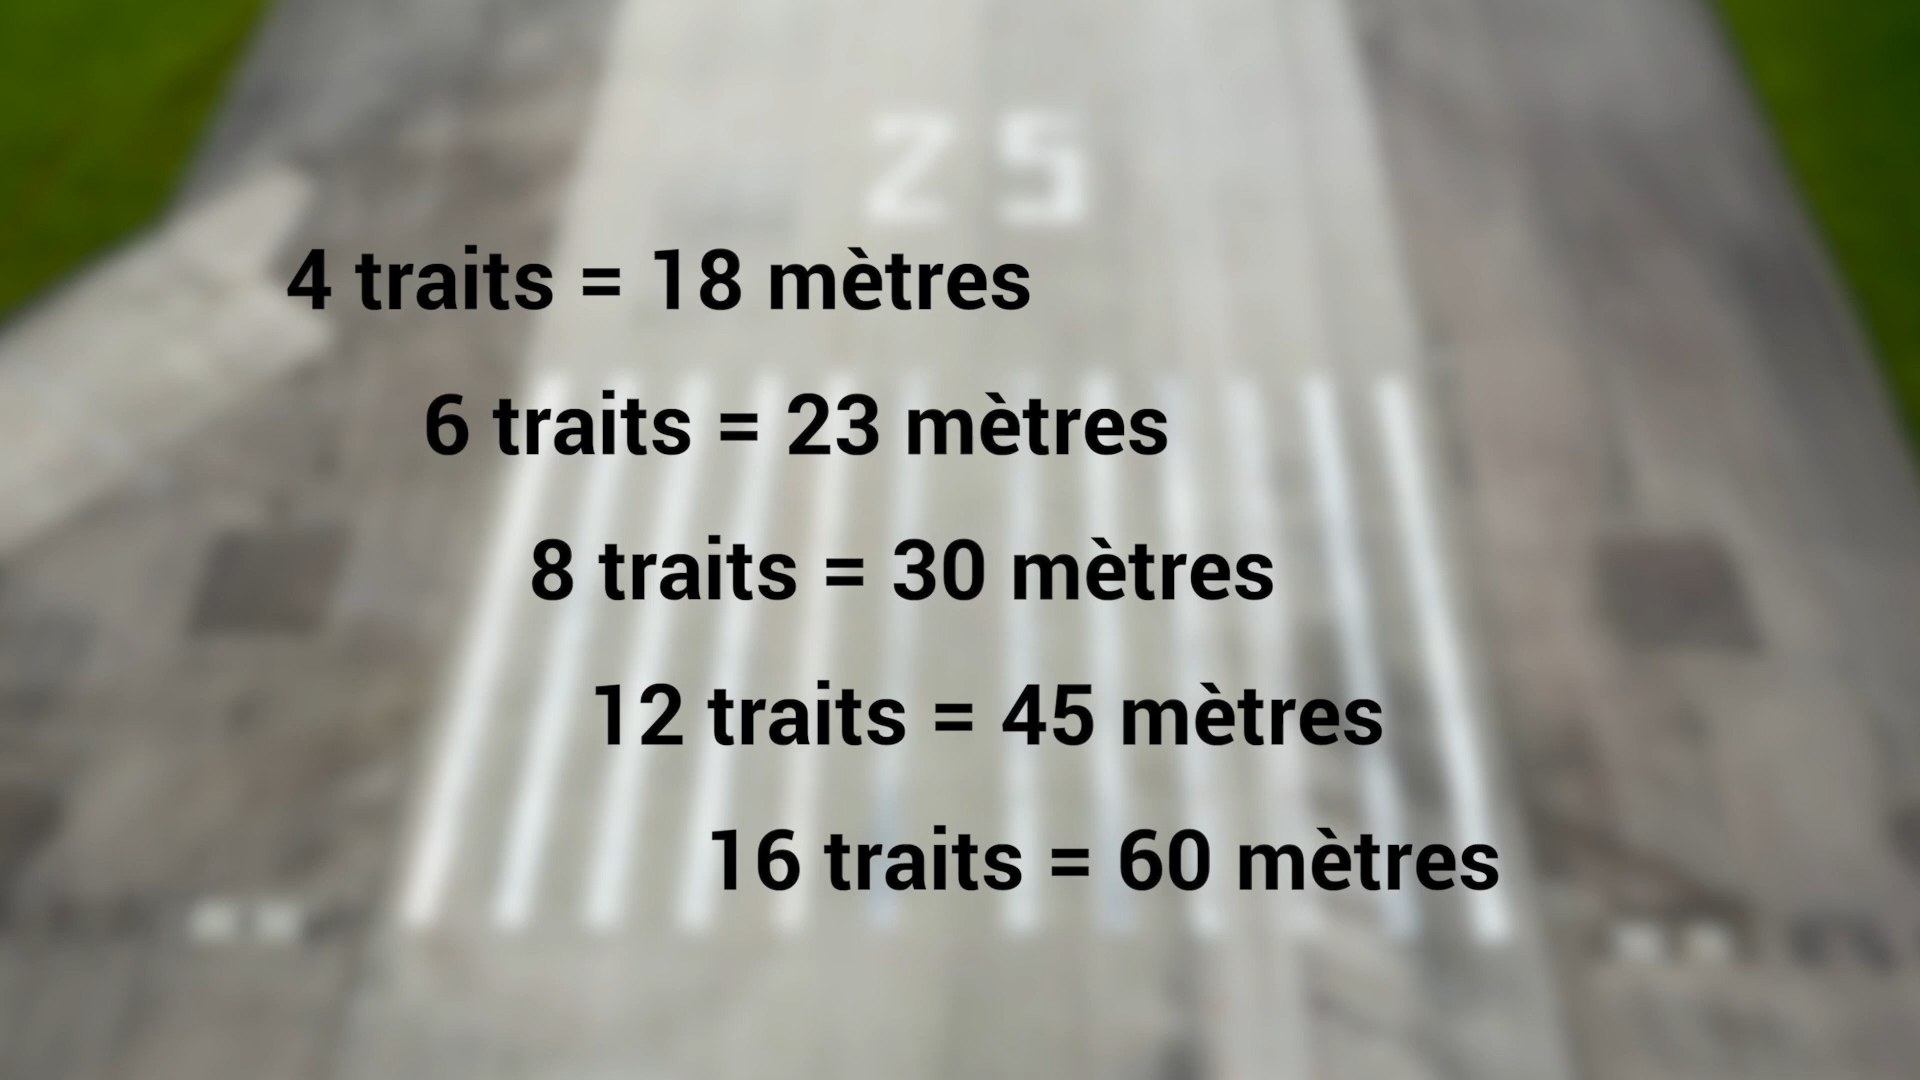 25
4 traits = 18 mètres
6 traits = 23 mètres
8 traits = 30 mètres
12 traits = 45 mètres
16 traits = 60 mètres